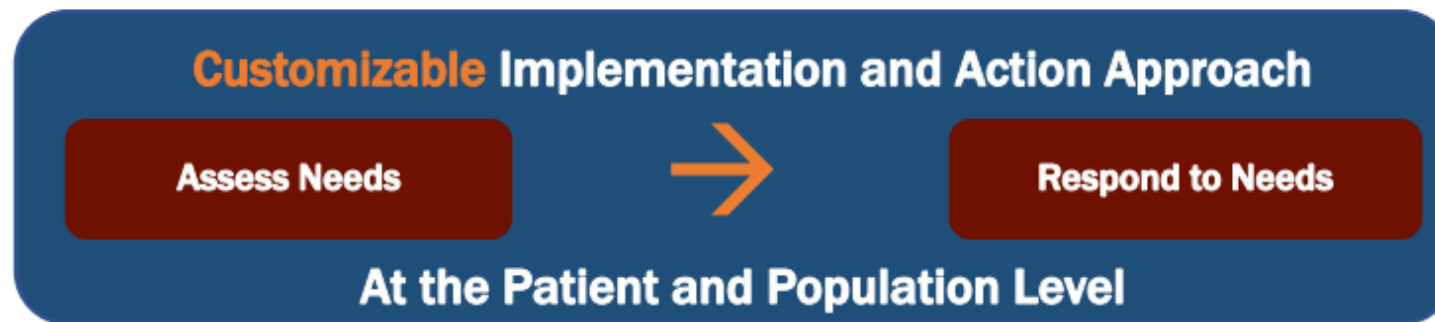 Customizable Implementation and Action Approach
Assess Needs
Respond to Needs
At the Patient and Population Level